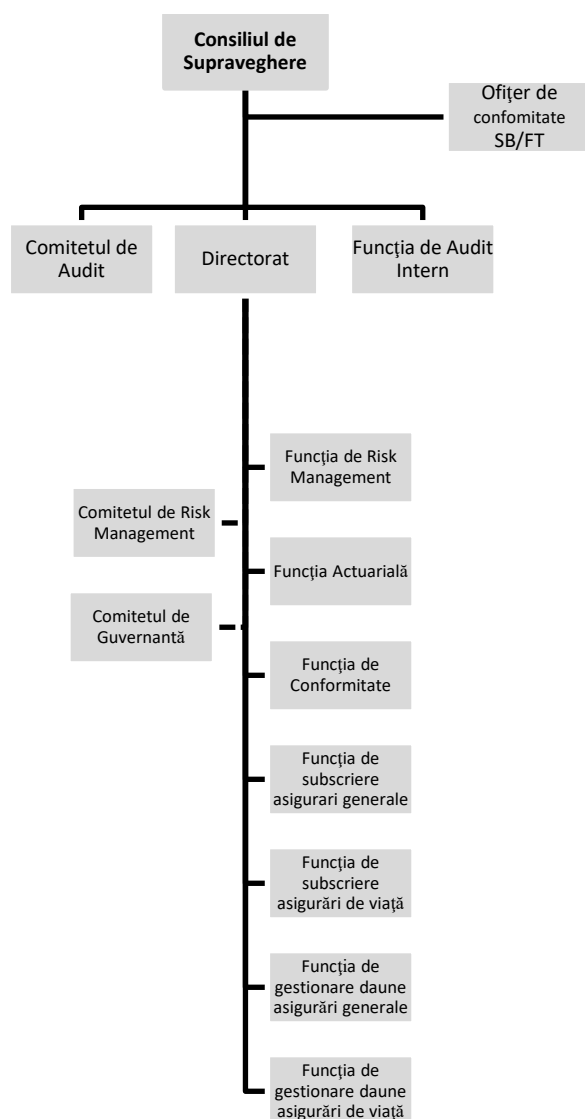 Consiliul de
Supraveghere
Ofiţer de
confomitate
SB/FT
Comitetul de
Audit
Directorat
Funcţia de Audit
Intern
Funcţia de Risk
Management
Comitetul de Risk
Management
Funcţia Actuarială
Comitetul de
Guvernantă
Funcţia de
Conformitate
Funcţia de
subscriere
asigurari generale
Funcţia de
subscriere
asigurări de viaţă
Funcţia de
gestionare daune
asigurări generale
Funcţia de
gestionare daune
asigurări de viaţă